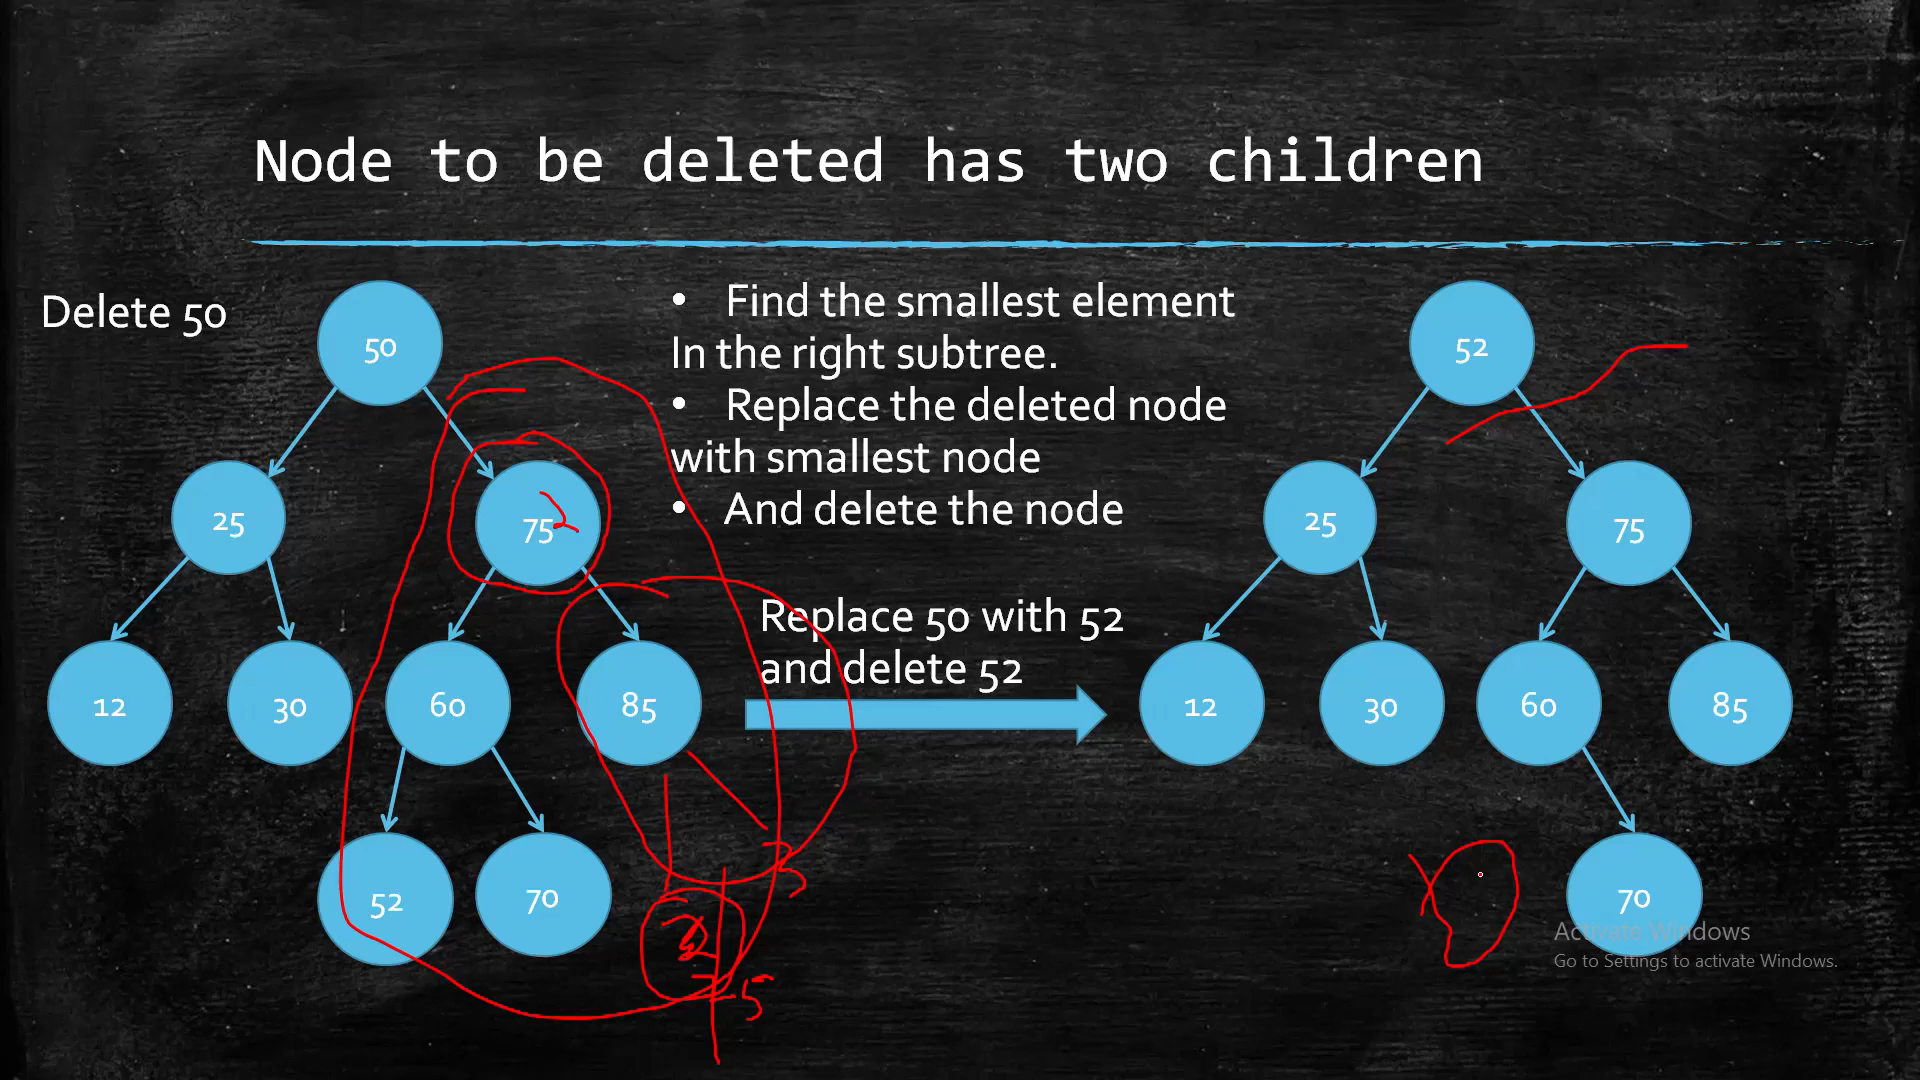 Node to be deleted has two children
Delete 50
50
25
75
12
30
60
85
52
70
• Find the smallest element
In the right subtree.
• Replace the deleted node
with smallest node
• And delete the node
Replace 50 with 52
and delete 52
52
25
75
12
30
60
85
70
5
Activate Windows
Go to Settings to activate Windows.